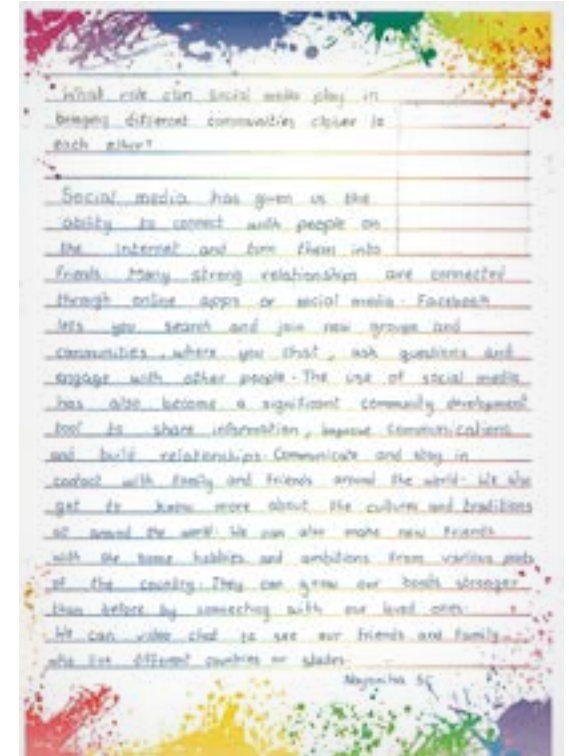 What role can social media play in
bringing different communities closer to
each other?
Social media has given us the
ability to connect with people on
the internet and turn them into
friends. Many strong relationships are connected
through online apps or social media. Facebook
lets you search and join new groups and
communities, where you chat, ask questions and
engage with other people. The use of social media
has also become a significant community development
tool to share information, improve communications
and build relationships. Communicate and stay in
contact with family and friends around the world. We also
get to know more about the cultures and traditions
all around the world. We can also make new friends
with the same hobbies and ambitions from various parts
of the country. They can grow our bonds stronger
than before by connecting with our loved ones.
We can video chat to see our friends and family
who live different countries or states.